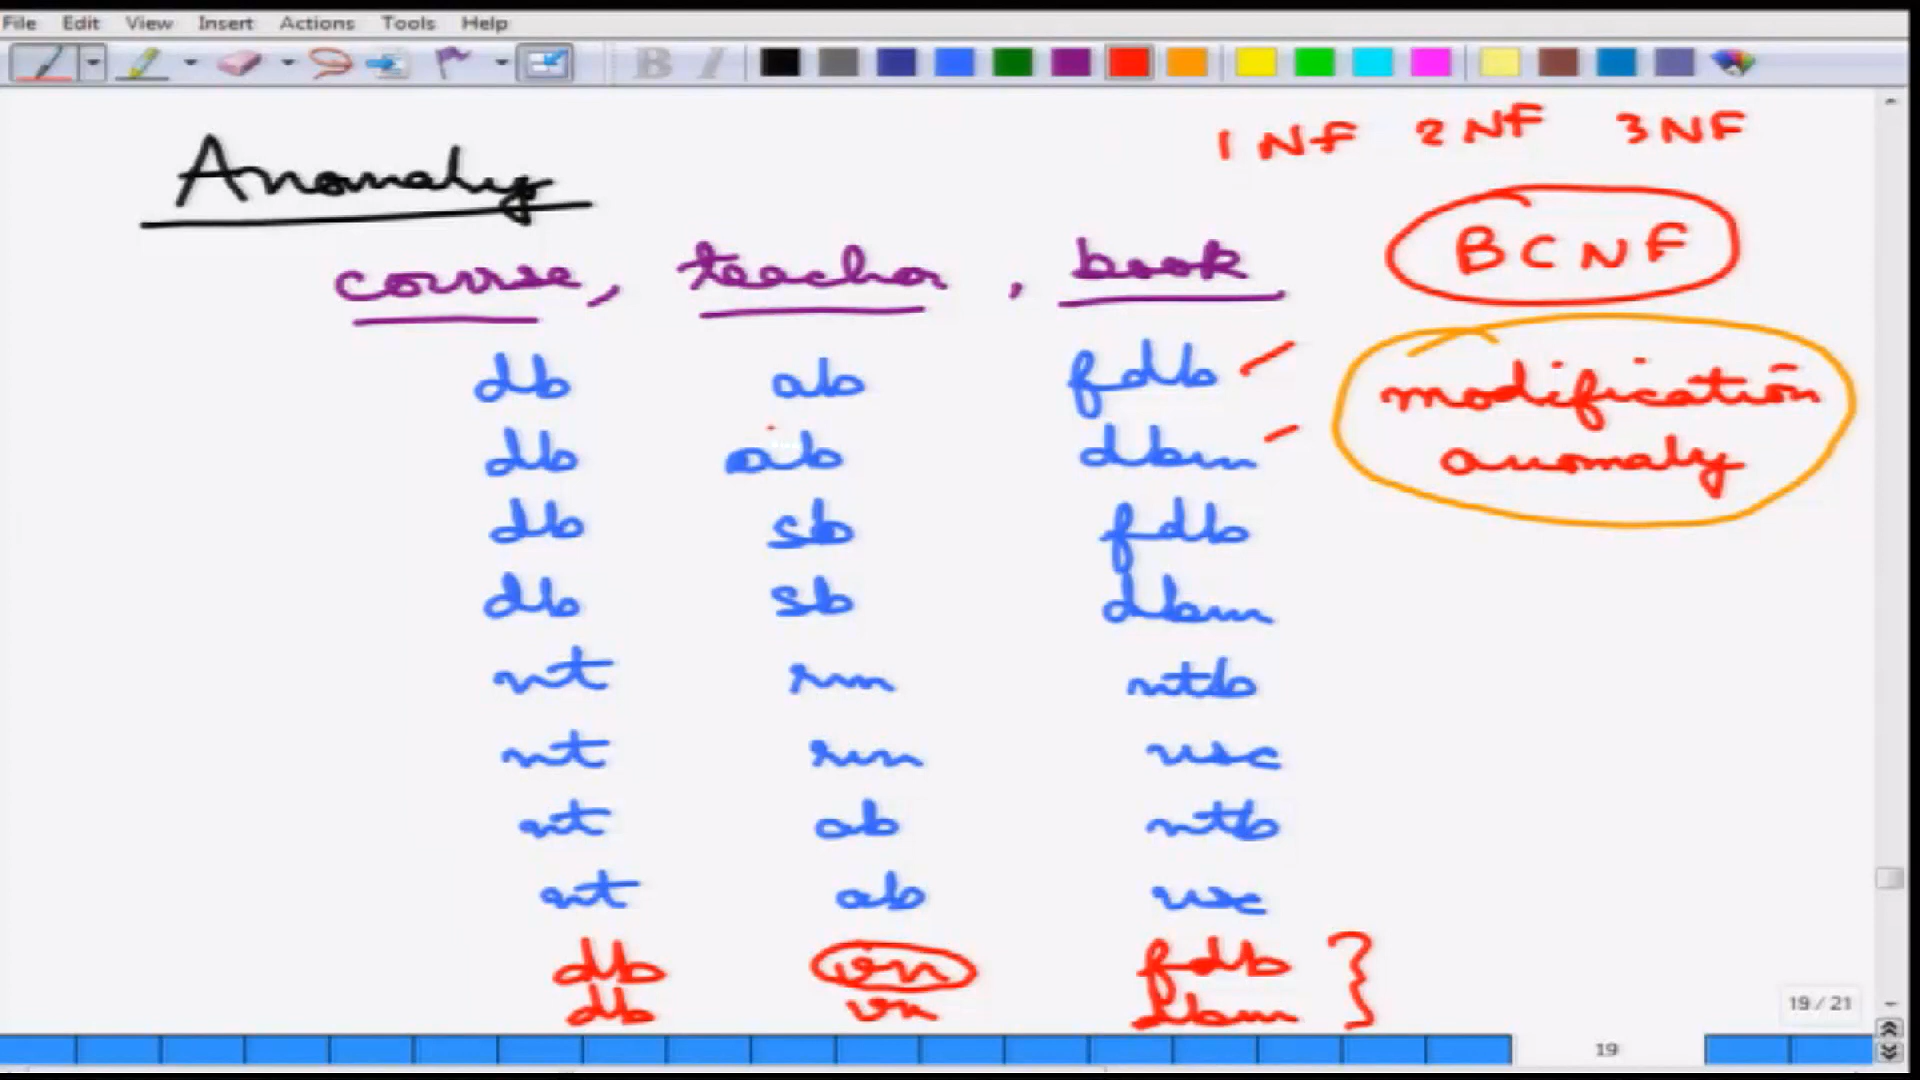 File Edit View Insert Actions Tools Help
B I
1NF 2NF 3NF
Anomaly
BCNF
course, teacher, book
db ab fdb
modification
anomaly
db ab dbm
db sb fdb
db sb dbm
nt rm ntb
nt rm usc
nt ab ntb
nt ab usc
db vn fdb }
db vn dbm
19 / 21
19